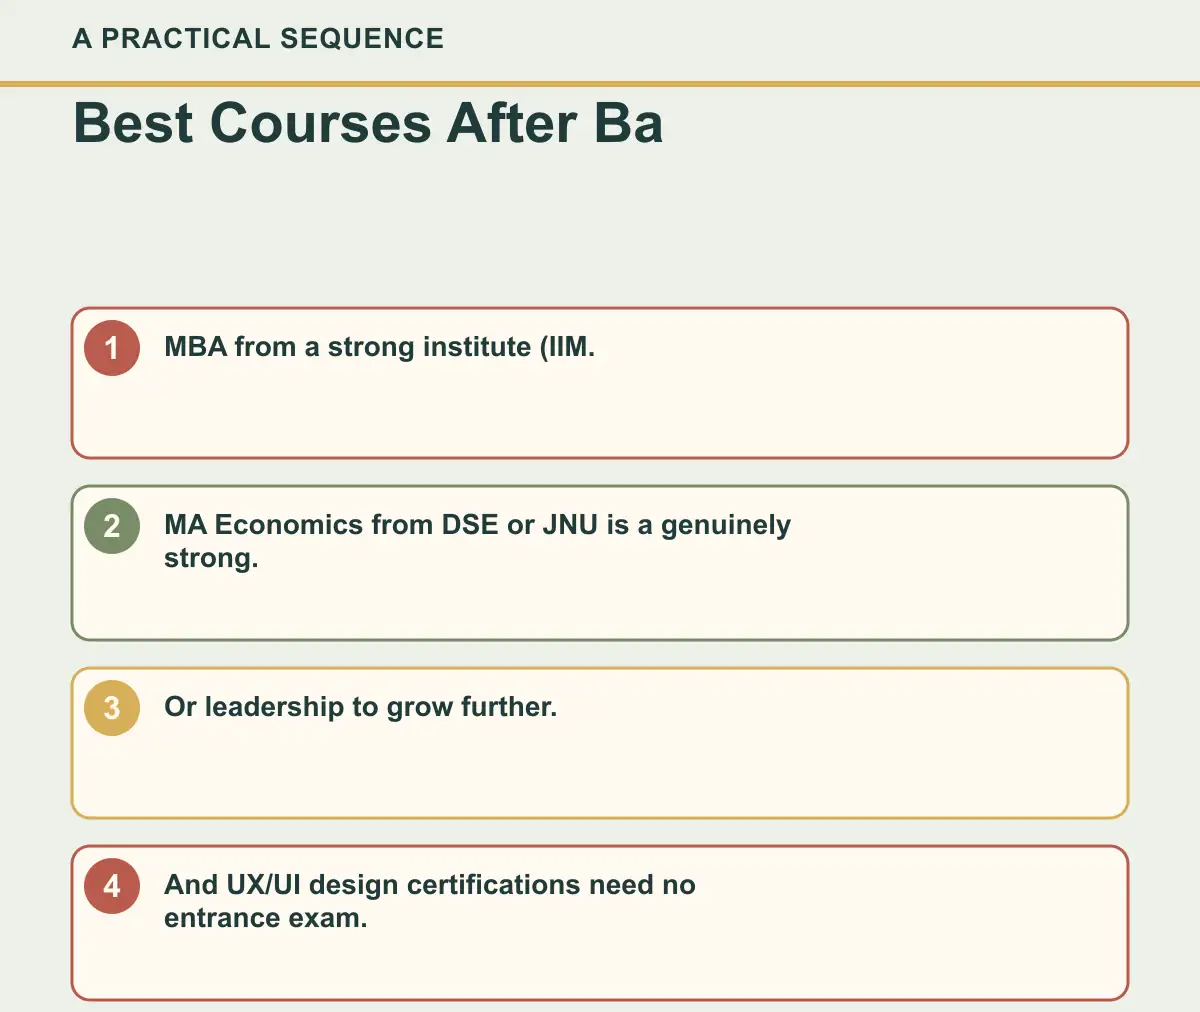 A PRACTICAL SEQUENCE
Best Courses After Ba
1
MBA from a strong institute (IIM.
2
MA Economics from DSE or JNU is a genuinely
strong.
3
Or leadership to grow further.
4
And UX/UI design certifications need no
entrance exam.